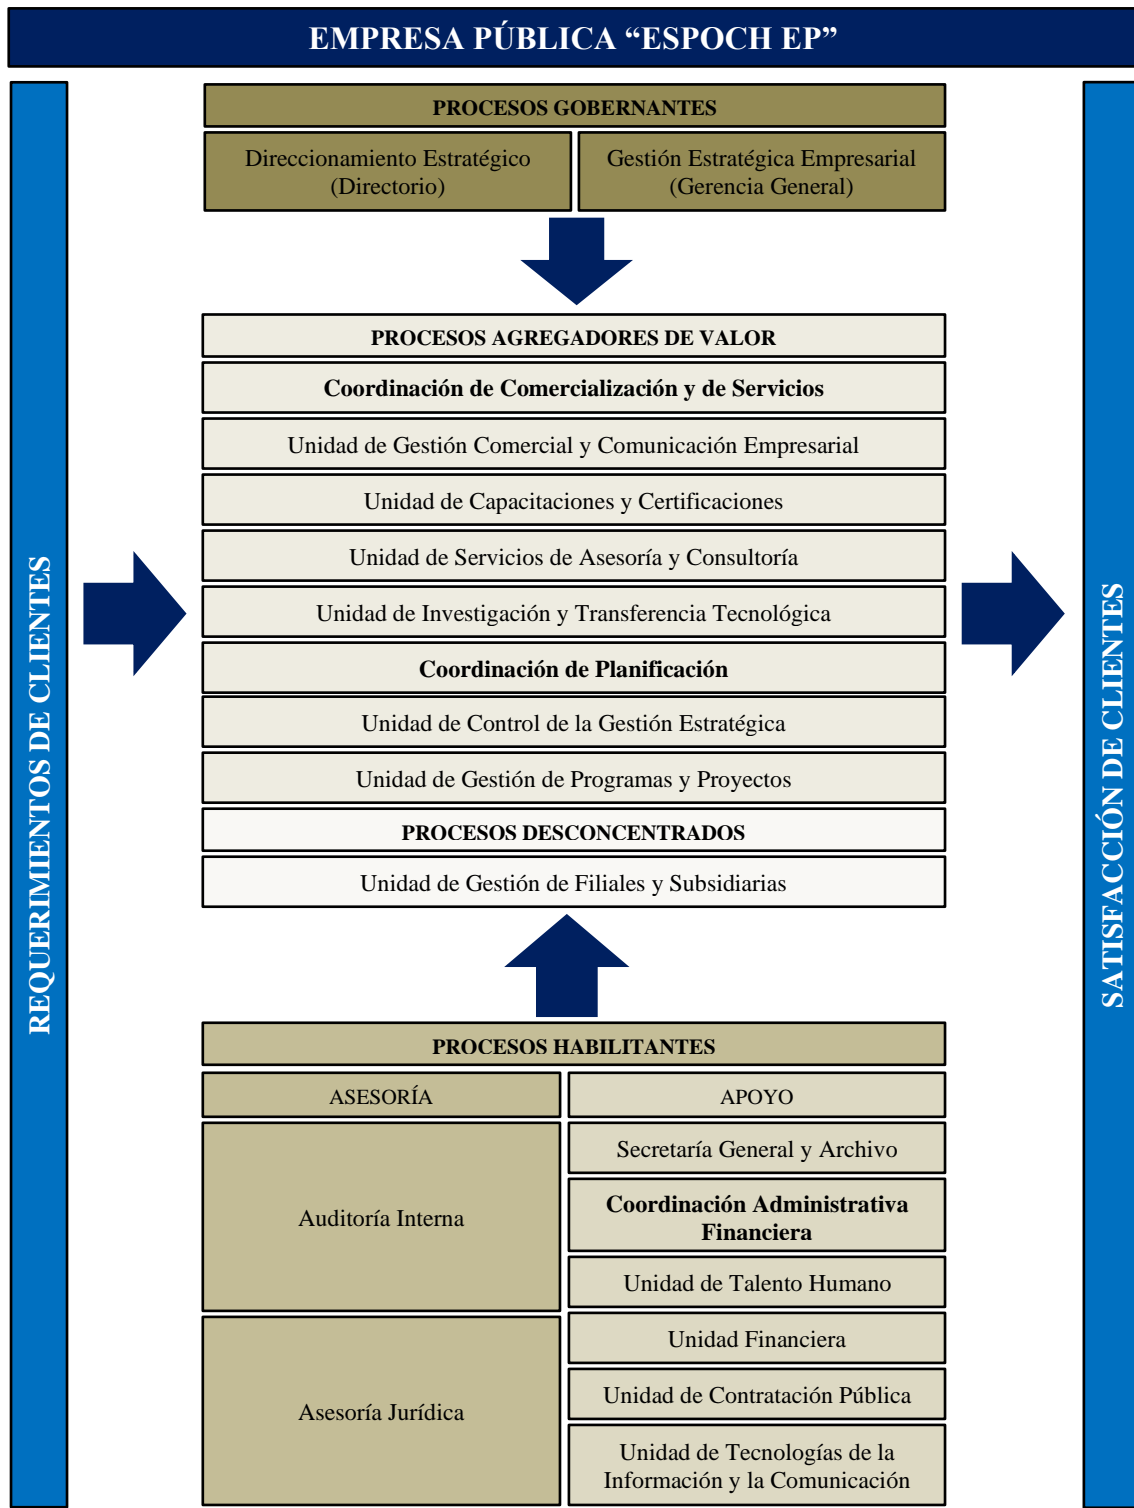 EMPRESA PÚBLICA “ESPOCH EP”
REQUERIMIENTOS DE CLIENTES
PROCESOS GOBERNANTES
Direccionamiento Estratégico
(Directorio)
Gestión Estratégica Empresarial
(Gerencia General)
PROCESOS AGREGADORES DE VALOR
Coordinación de Comercialización y de Servicios
Unidad de Gestión Comercial y Comunicación Empresarial
Unidad de Capacitaciones y Certificaciones
Unidad de Servicios de Asesoría y Consultoría
Unidad de Investigación y Transferencia Tecnológica
Coordinación de Planificación
Unidad de Control de la Gestión Estratégica
Unidad de Gestión de Programas y Proyectos
PROCESOS DESCONCENTRADOS
Unidad de Gestión de Filiales y Subsidiarias
PROCESOS HABILITANTES
ASESORÍA
Auditoría Interna
Asesoría Jurídica
APOYO
Secretaría General y Archivo
Coordinación Administrativa
Financiera
Unidad de Talento Humano
Unidad Financiera
Unidad de Contratación Pública
Unidad de Tecnologías de la
Información y la Comunicación
SATISFACCIÓN DE CLIENTES